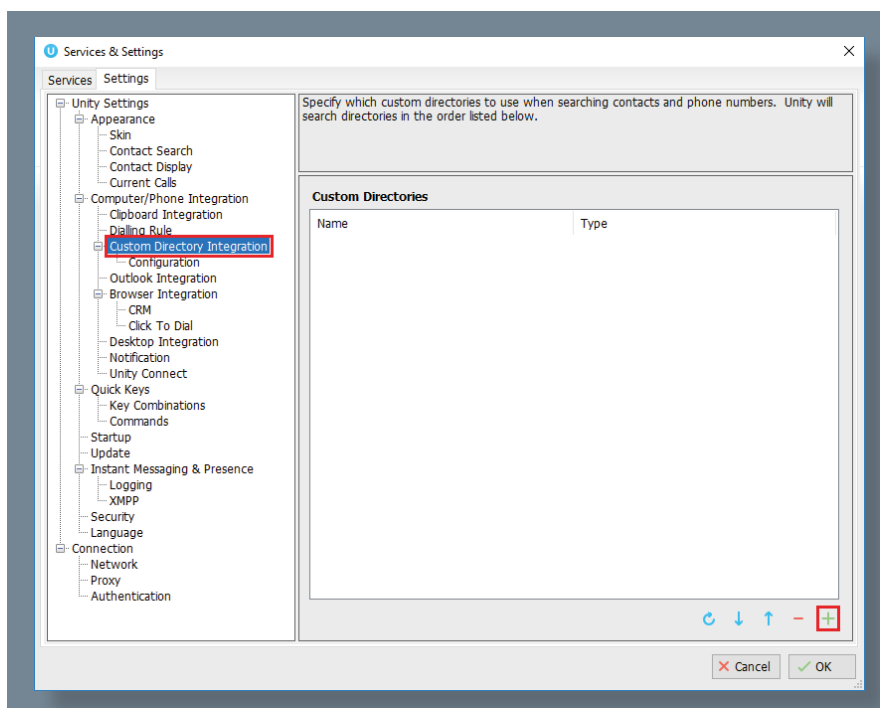 Services & Settings
Services Settings
Unity Settings
Appearance
Skin
Contact Search
Contact Display
Current Calls
Computer/Phone Integration
Clipboard Integration
Dialling Rule
Custom Directory Integration
Configuration
Outlook Integration
Browser Integration
CRM
Click To Dial
Desktop Integration
Notification
Unity Connect
Quick Keys
Key Combinations
Commands
Startup
Update
Instant Messaging & Presence
Logging
XMPP
Security
Language
Connection
Network
Proxy
Authentication
Specify which custom directories to use when searching contacts and phone numbers. Unity will
search directories in the order listed below.
Custom Directories
Name Type
Cancel OK